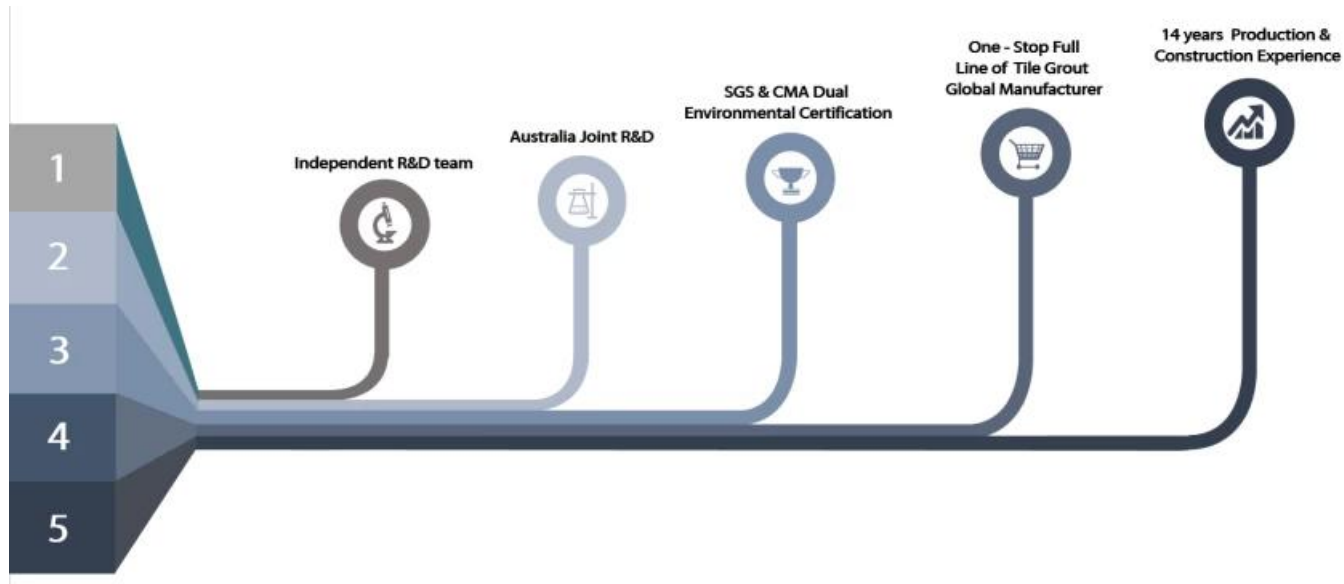 1
2
3
4
5
Independent R&D team
Australia Joint R&D
SGS & CMA Dual
Environmental Certification
One - Stop Full
Line of Tile Grout
Global Manufacturer
14 years Production &
Construction Experience